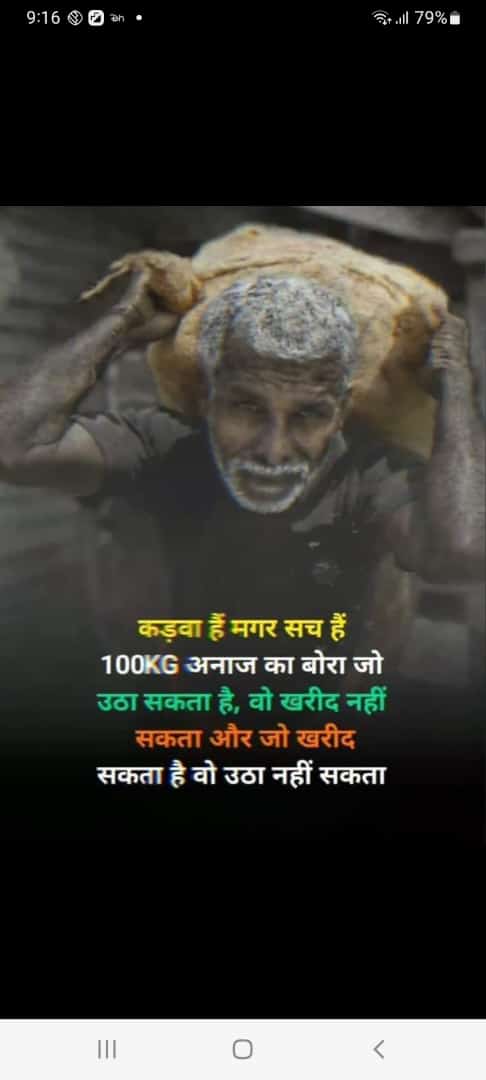 9:16 79%
कड़वा हैं मगर सच हैं
100KG अनाज का बोरा जो
उठा सकता है, वो खरीद नहीं
सकता और जो खरीद
सकता है वो उठा नहीं सकता